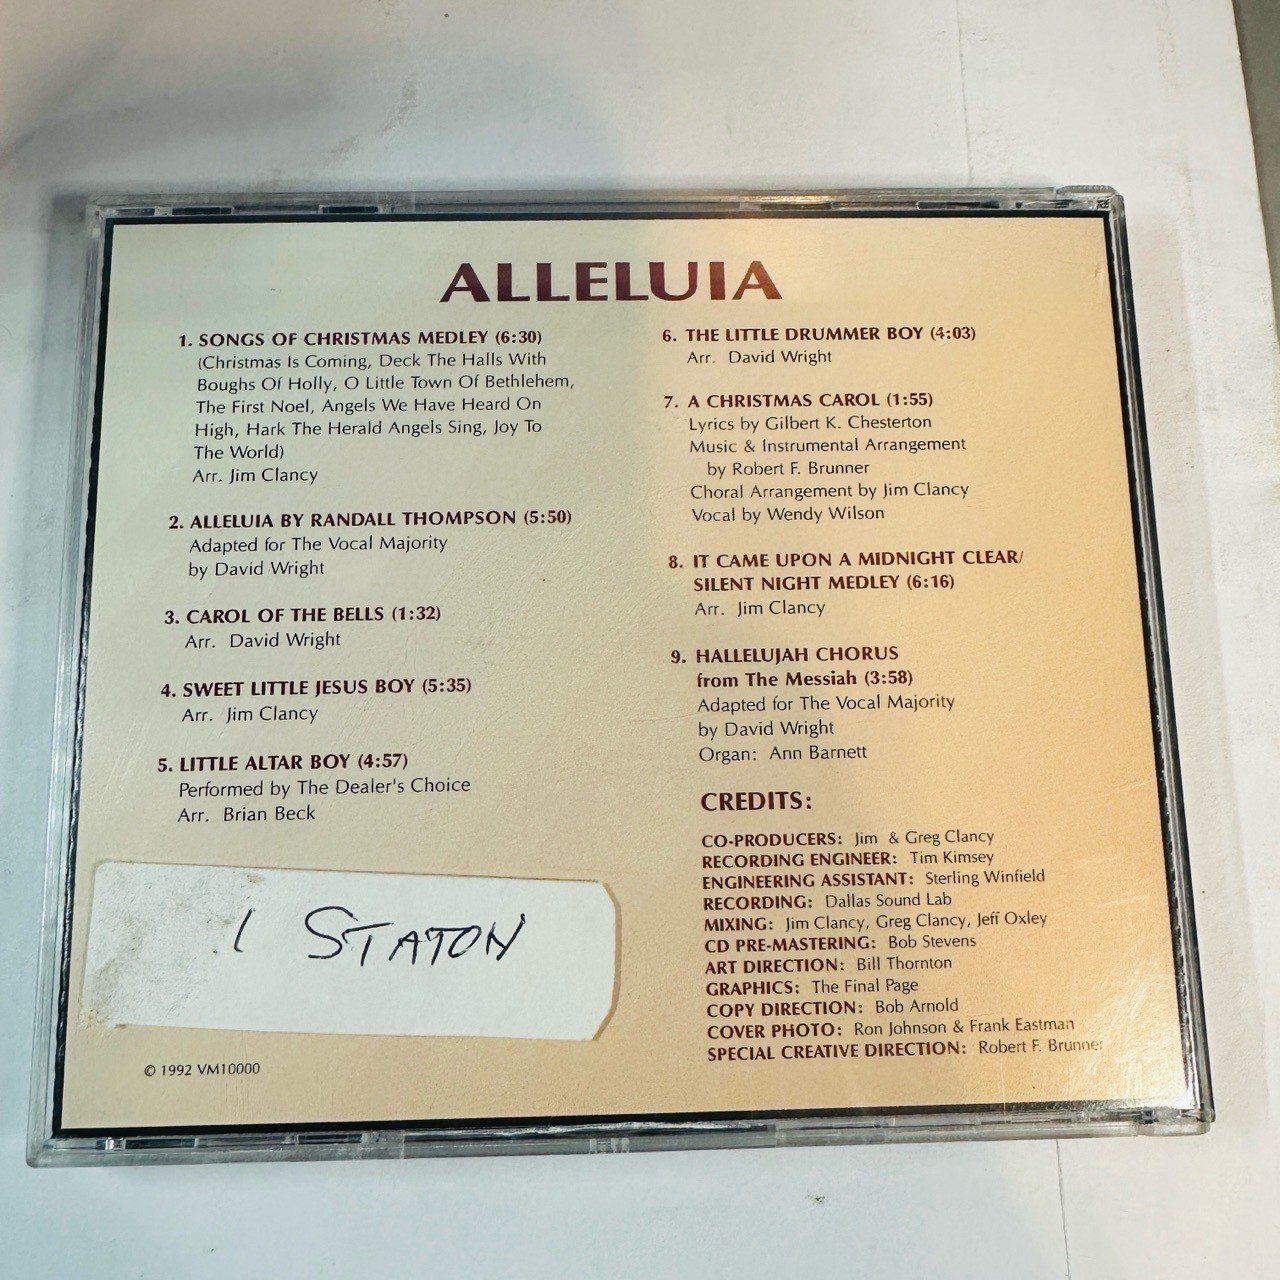 ALLELUIA
1. SONGS OF CHRISTMAS MEDLEY (6:30)
(Christmas Is Coming, Deck The Halls With
Boughs Of Holly, O Little Town Of Bethlehem,
The First Noel, Angels We Have Heard On
High, Hark The Herald Angels Sing, Joy To
The World)
Arr. Jim Clancy
2. ALLELUIA BY RANDALL THOMPSON (5:50)
Adapted for The Vocal Majority
by David Wright
3. CAROL OF THE BELLS (1:32)
Arr. David Wright
4. SWEET LITTLE JESUS BOY (5:35)
Arr. Jim Clancy
5. LITTLE ALTAR BOY (4:57)
Performed by The Dealer's Choice
Arr. Brian Beck
1 STATON
© 1992 VM10000
6. THE LITTLE DRUMMER BOY (4:03)
Arr. David Wright
7. A CHRISTMAS CAROL (1:55)
Lyrics by Gilbert K. Chesterton
Music & Instrumental Arrangement
by Robert F. Brunner
Choral Arrangement by Jim Clancy
Vocal by Wendy Wilson
8. IT CAME UPON A MIDNIGHT CLEAR/
SILENT NIGHT MEDLEY (6:16)
Arr. Jim Clancy
9. HALLELUJAH CHORUS
from The Messiah (3:58)
Adapted for The Vocal Majority
by David Wright
Organ: Ann Barnett
CREDITS:
CO-PRODUCERS: Jim & Greg Clancy
RECORDING ENGINEER: Tim Kimsey
ENGINEERING ASSISTANT: Sterling Winfield
RECORDING: Dallas Sound Lab
MIXING: Jim Clancy, Greg Clancy, Jeff Oxley
CD PRE-MASTERING: Bob Stevens
ART DIRECTION: Bill Thornton
GRAPHICS: The Final Page
COPY DIRECTION: Bob Arnold
COVER PHOTO: Ron Johnson & Frank Eastman
SPECIAL CREATIVE DIRECTION: Robert F. Brunner